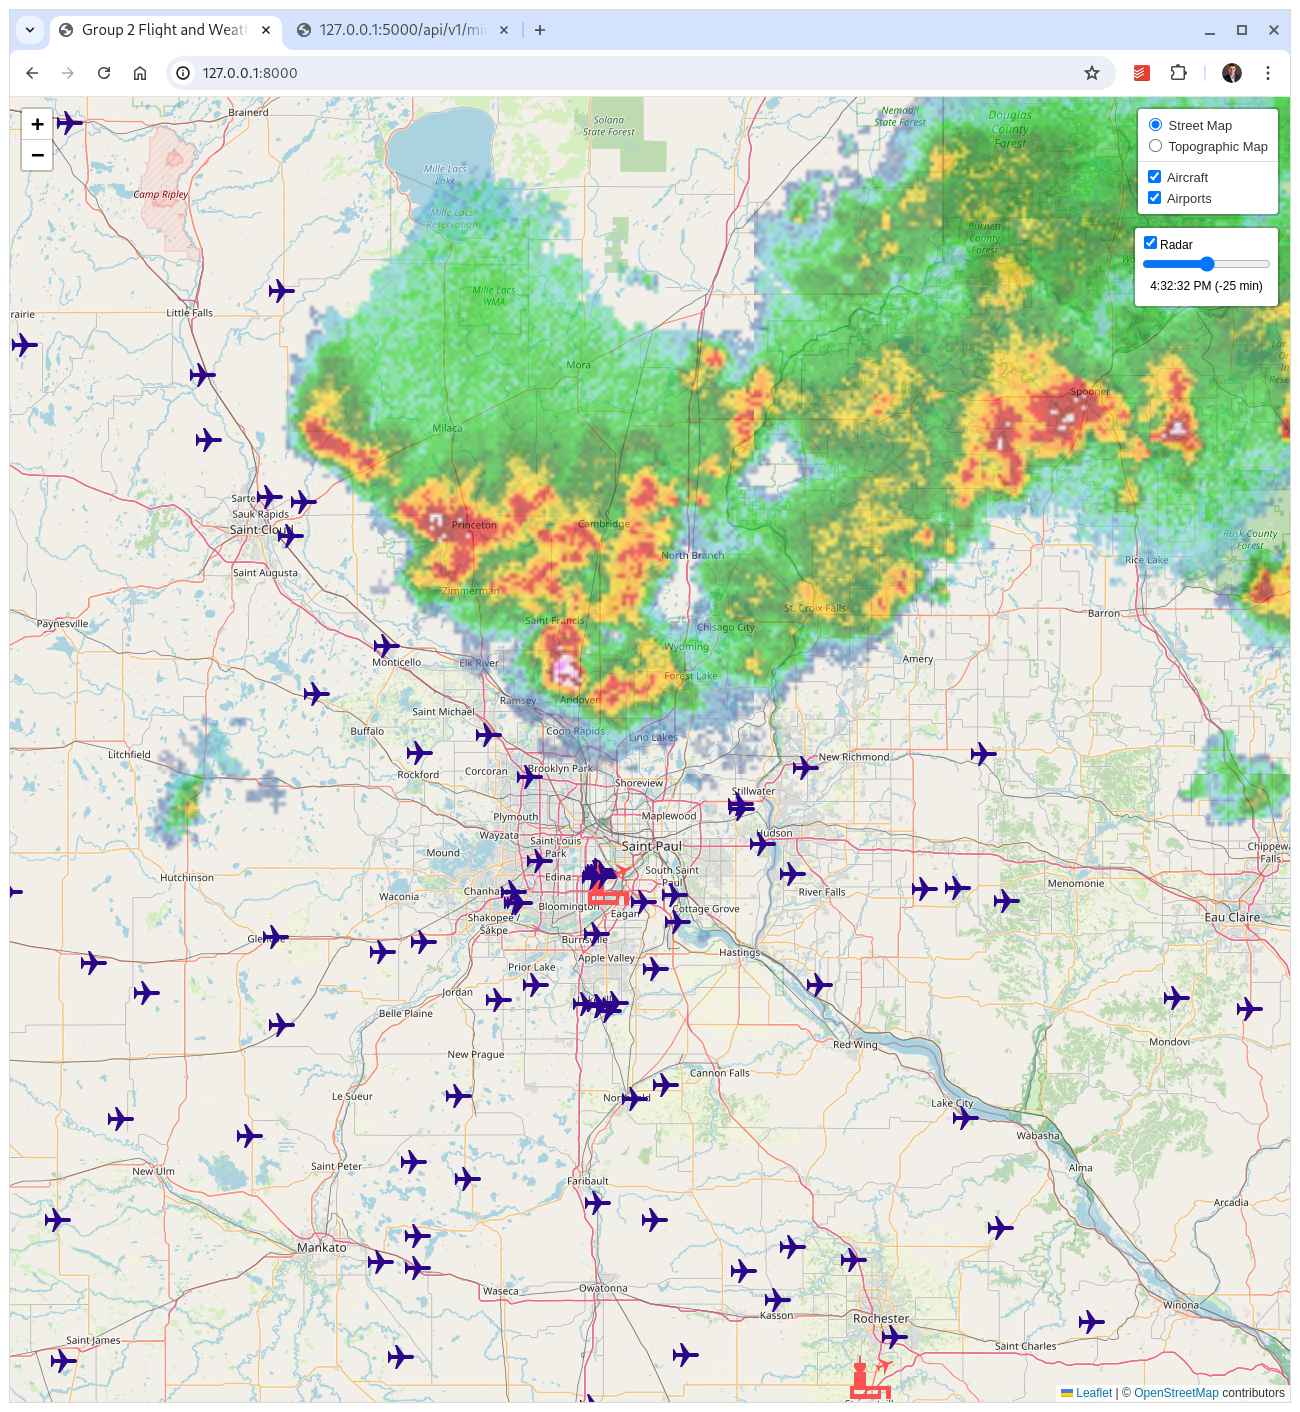 Group 2 Flight and Weat
127.0.0.1:5000/api/v1/mi
127.0.0.1:8000
+
−
Street Map
Topographic Map
Aircraft
Airports
Radar
4:32:32 PM (-25 min)
Brainerd
Solana
State Forest
Nemadji
State Forest
Douglas
County
Forest
Mille Lacs
Lake
Camp Ripley
Mille Lacs
Reservation
Burnett
County
Forest
Mille Lacs
WMA
Little Falls
rairie
Mora
Spooner
Milaca
Sarte
Sauk Rapids
Saint Clou
Princeton
Cambridge
Rusk County
Forest
North Branch
Rice Lake
Saint Augusta
Zimmerman
St. Croix Falls
Barron
Paynesville
Saint Francis
Chisago City
Wyoming
Monticello
Elk River
Amery
Forest Lake
Ramsey
Andover
Saint Michael
Buffalo
Coon Rapids
Lino Lakes
Litchfield
New Richmond
Rockford
Corcoran
Brooklyn Park
Shoreview
Stillwater
Plymouth
Maplewood
Wayzata
Saint Louis
Park
Saint Paul
Hudson
Mound
Chippewa
Falls
Hutchinson
Edina
South Saint
Paul
Menomonie
Waconia
Chanha
River Falls
Bloomington
Eagan
Cottage Grove
Shakopee /
Śákpe
Eau Claire
Glencoe
Burnsville
Apple Valley
Hastings
Prior Lake
Jordan
Belle Plaine
Red Wing
Mondovi
New Prague
Cannon Falls
Le Sueur
Lake City
Wabasha
New Ulm
Saint Peter
Faribault
Alma
Arcadia
Mankato
Waseca
Owatonna
Kasson
Rochester
Winona
Saint James
Saint Charles
Leaflet | © OpenStreetMap contributors